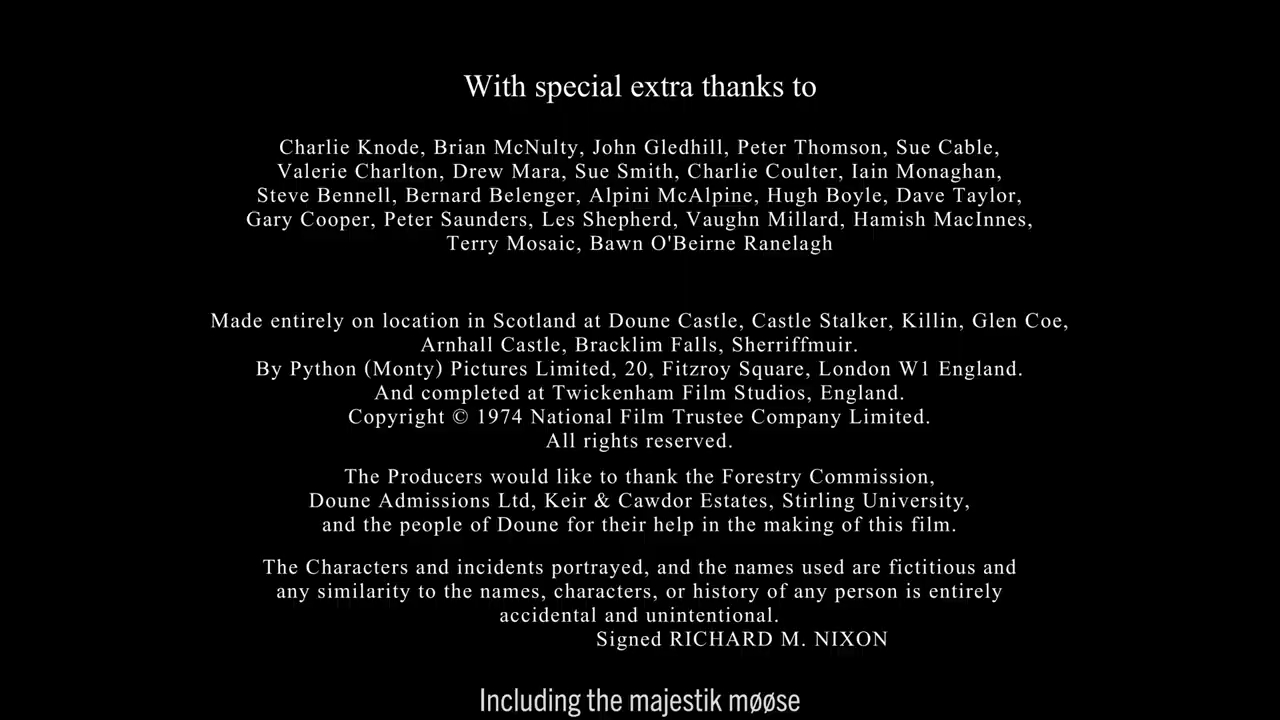 With special extra thanks to
Charlie Knode, Brian McNulty, John Gledhill, Peter Thomson, Sue Cable,
Valerie Charlton, Drew Mara, Sue Smith, Charlie Coulter, Iain Monaghan,
Steve Bennell, Bernard Belenger, Alpini McAlpine, Hugh Boyle, Dave Taylor,
Gary Cooper, Peter Saunders, Les Shepherd, Vaughn Millard, Hamish MacInnes,
Terry Mosaic, Bawn O'Beirne Ranelagh
Made entirely on location in Scotland at Doune Castle, Castle Stalker, Killin, Glen Coe,
Arnhall Castle, Bracklim Falls, Sherriffmuir.
By Python (Monty) Pictures Limited, 20, Fitzroy Square, London W1 England.
And completed at Twickenham Film Studios, England.
Copyright © 1974 National Film Trustee Company Limited.
All rights reserved.
The Producers would like to thank the Forestry Commission,
Doune Admissions Ltd, Keir & Cawdor Estates, Stirling University,
and the people of Doune for their help in the making of this film.
The Characters and incidents portrayed, and the names used are fictitious and
any similarity to the names, characters, or history of any person is entirely
accidental and unintentional.
Signed RICHARD M. NIXON
Including the majestik møøse